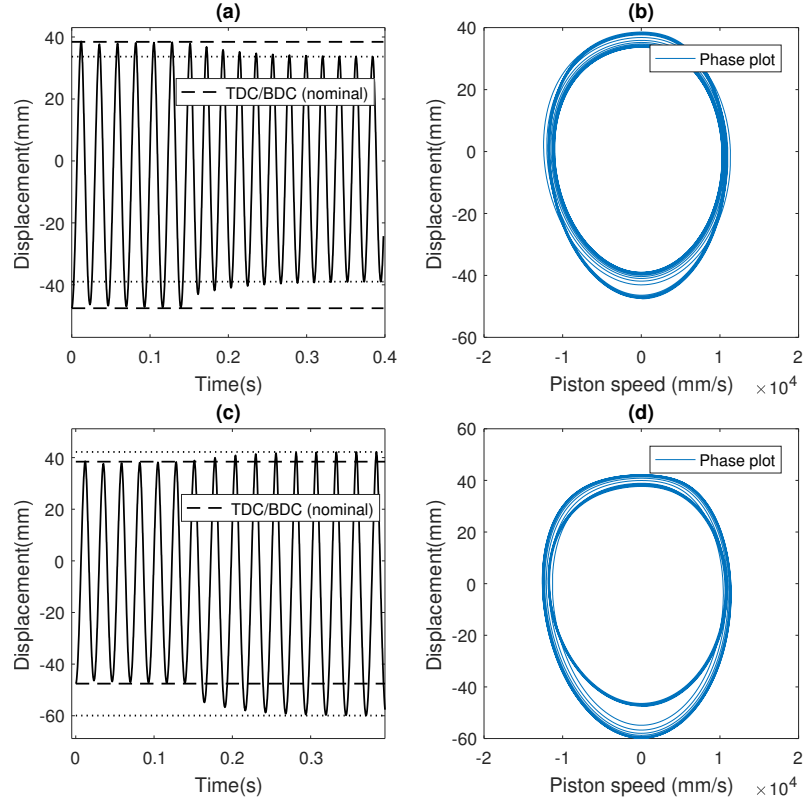 (a)
40
20
0
-20
-40
Displacement(mm)
TDC/BDC (nominal)
0
0.1
0.2
0.3
0.4
Time(s)
(b)
60
40
20
0
-20
-40
-60
Displacement(mm)
Phase plot
-2
-1
0
1
2
Piston speed (mm/s)
×10⁴
(c)
40
20
0
-20
-40
-60
Displacement(mm)
TDC/BDC (nominal)
0
0.1
0.2
0.3
Time(s)
(d)
60
40
20
0
-20
-40
-60
Displacement(mm)
Phase plot
-2
-1
0
1
2
Piston speed (mm/s)
×10⁴